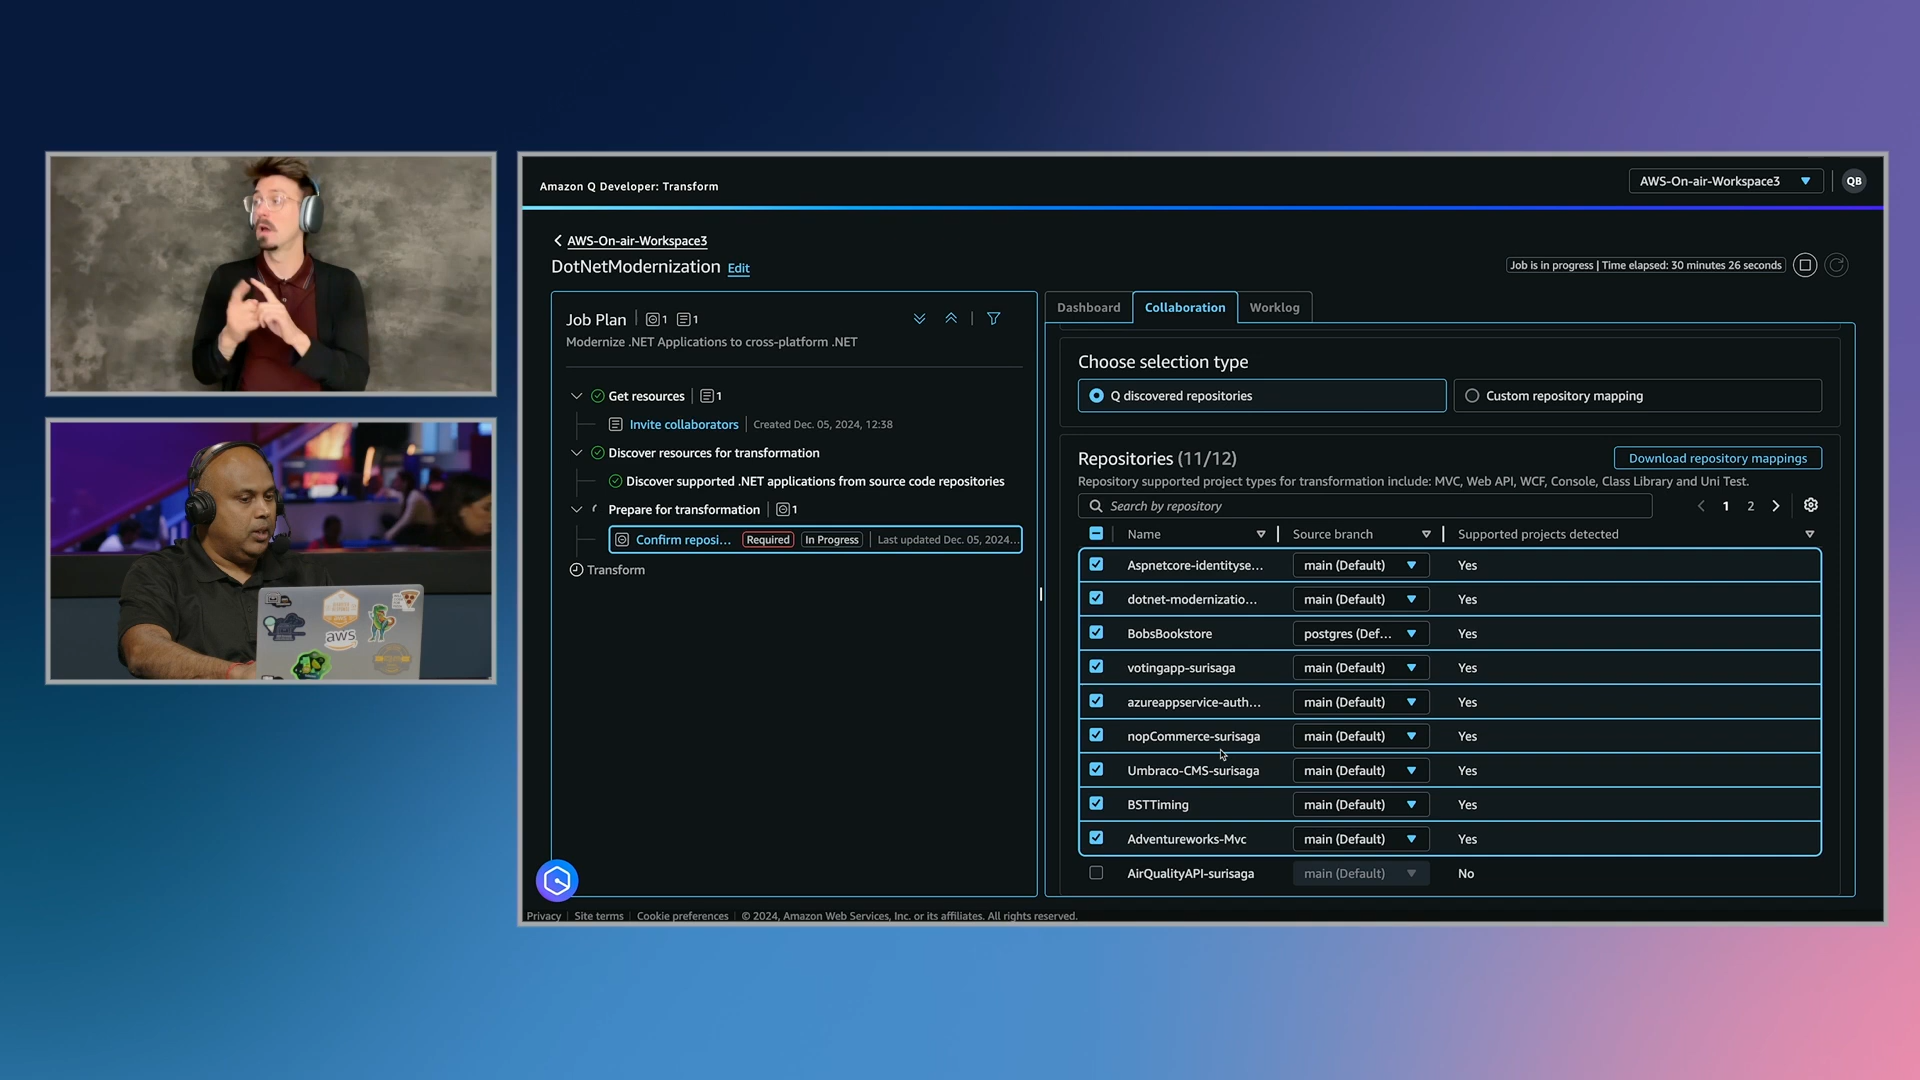 Amazon Q Developer: Transform
AWS-On-air-Workspace3
QB
AWS-On-air-Workspace3
DotNetModernization Edit
Job is in progress | Time elapsed: 30 minutes 26 seconds
Job Plan 1 1
Modernize .NET Applications to cross-platform .NET
Get resources 1
Invite collaborators Created Dec. 05, 2024, 12:38
Discover resources for transformation
Discover supported .NET applications from source code repositories
Prepare for transformation 1
Confirm reposi... Required In Progress Last updated Dec. 05, 2024...
Transform
Dashboard Collaboration Worklog
Choose selection type
Q discovered repositories Custom repository mapping
Repositories (11/12) Download repository mappings
Repository supported project types for transformation include: MVC, Web API, WCF, Console, Class Library and Uni Test.
Search by repository 1 2
Name Source branch Supported projects detected
Aspnetcore-identityse... main (Default) Yes
dotnet-modernizatio... main (Default) Yes
BobsBookstore postgres (Def... Yes
votingapp-surisaga main (Default) Yes
azureappservice-auth... main (Default) Yes
nopCommerce-surisaga main (Default) Yes
Umbraco-CMS-surisaga main (Default) Yes
BSTTiming main (Default) Yes
Adventureworks-Mvc main (Default) Yes
AirQualityAPI-surisaga main (Default) No
Privacy | Site terms | Cookie preferences | © 2024, Amazon Web Services, Inc. or its affiliates. All rights reserved.
aws